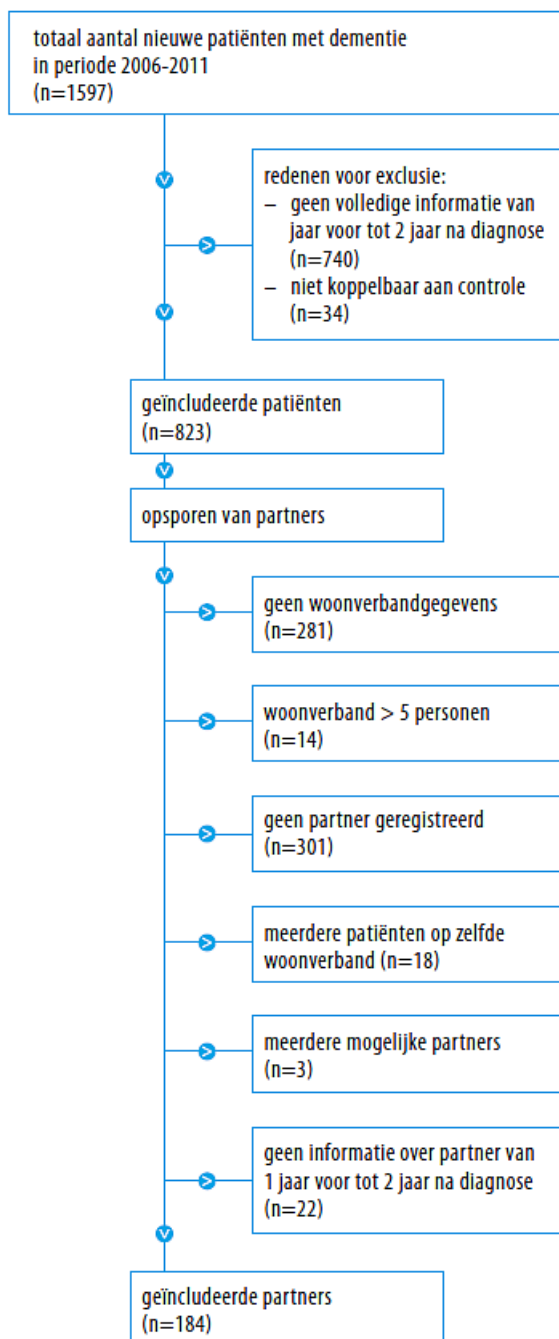 totaal aantal nieuwe patiënten met dementie
in periode 2006-2011
(n=1597)
redenen voor exclusie:
– geen volledige informatie van
jaar voor tot 2 jaar na diagnose
(n=740)
– niet koppelbaar aan controle
(n=34)
geïncludeerde patiënten
(n=823)
opsporen van partners
geen woonverbandgegevens
(n=281)
woonverband > 5 personen
(n=14)
geen partner geregistreerd
(n=301)
meerdere patiënten op zelfde
woonverband (n=18)
meerdere mogelijke partners
(n=3)
geen informatie over partner van
1 jaar voor tot 2 jaar na diagnose
(n=22)
geïncludeerde partners
(n=184)